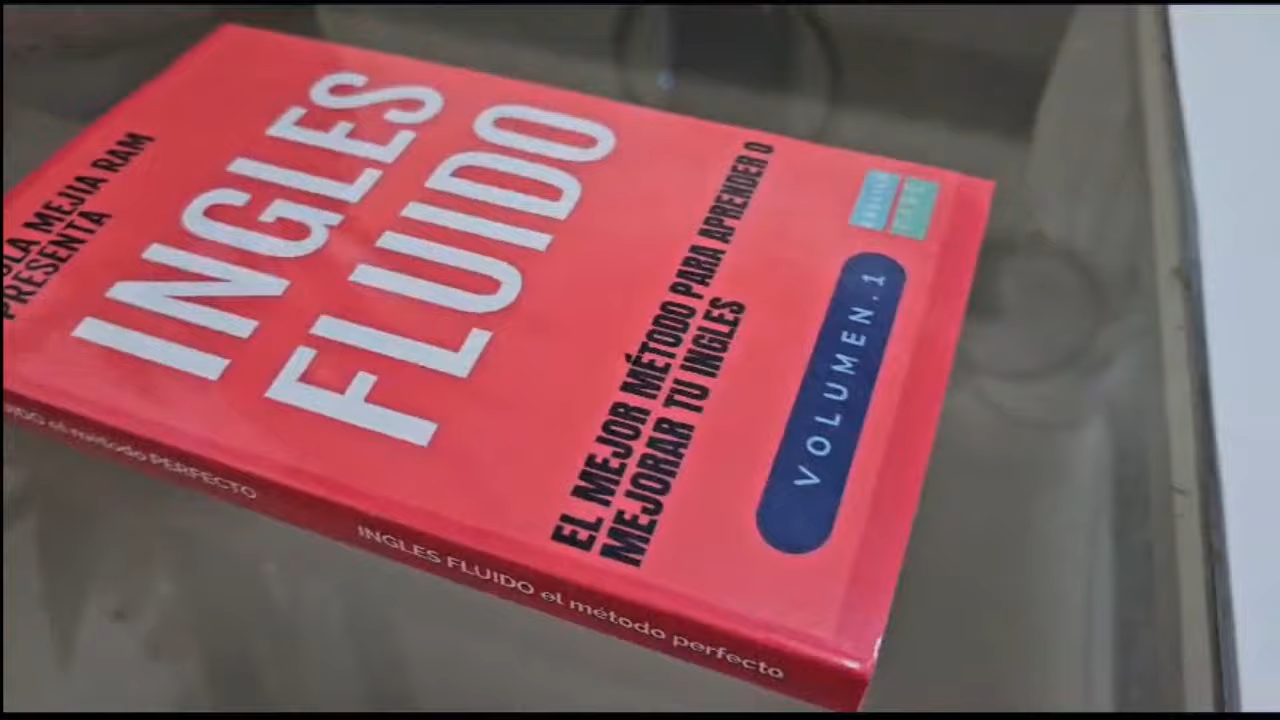 MEJIA RAM
PRESENTA
INGLES
FLUIDO
EL MEJOR MÉTODO PARA APRENDER O
MEJORAR TU INGLES
VOLUMEN.1
el método PERFECTO
INGLES FLUIDO el método perfecto